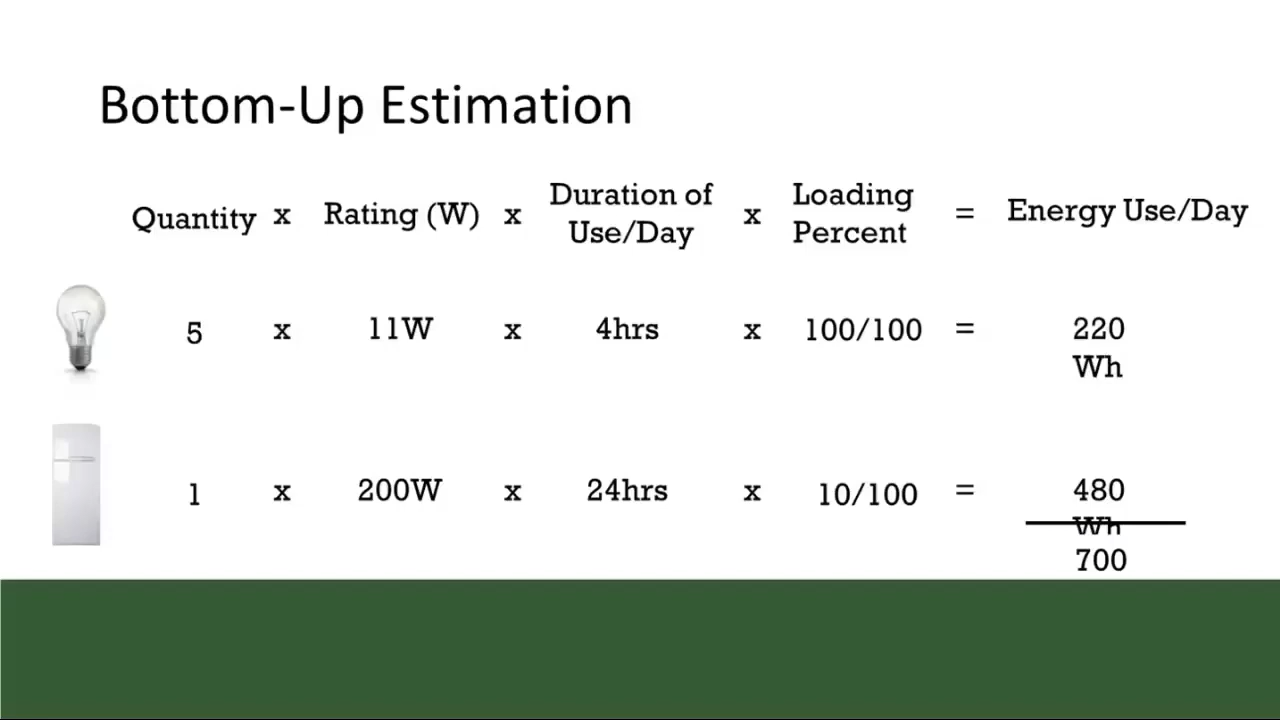 Bottom-Up Estimation
Quantity x Rating (W) x Duration of Use/Day x Loading Percent = Energy Use/Day
5 x 11W x 4hrs x 100/100 = 220 Wh
1 x 200W x 24hrs x 10/100 = 480 Wh
700